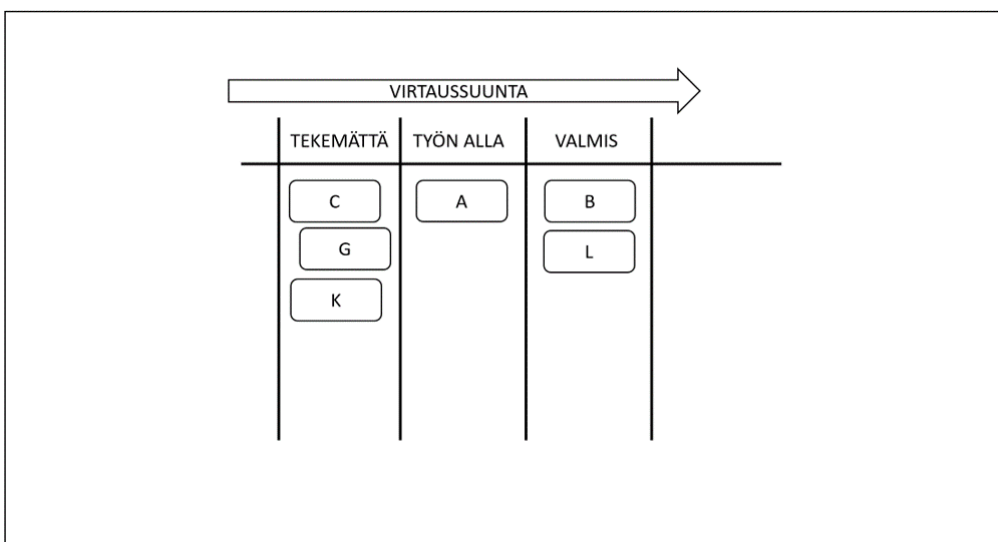 VIRTAUSSUUNTA
TEKEMÄTTÄ TYÖN ALLA VALMIS
C A B
G L
K